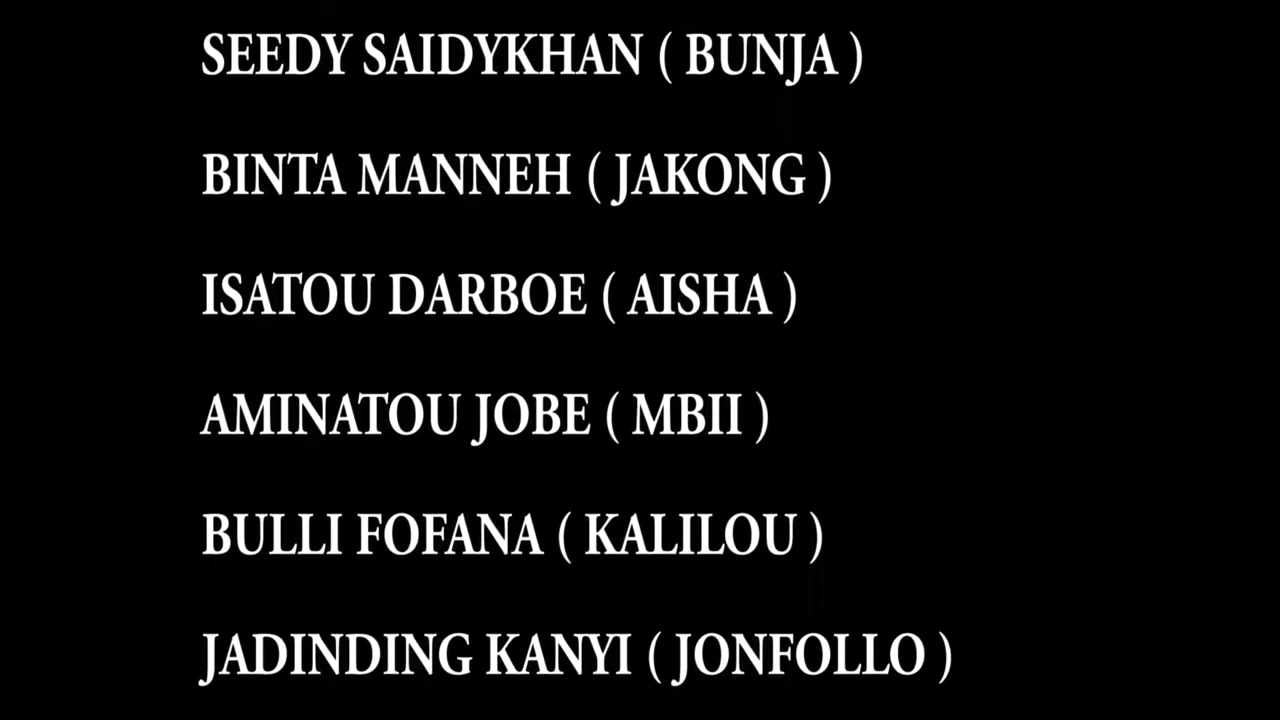 SEEDY SAIDYKHAN ( BUNJA )
BINTA MANNEH ( JAKONG )
ISATOU DARBOE ( AISHA )
AMINATOU JOBE ( MBII )
BULLI FOFANA ( KALILOU )
JADINDING KANYI ( JONFOLLO )